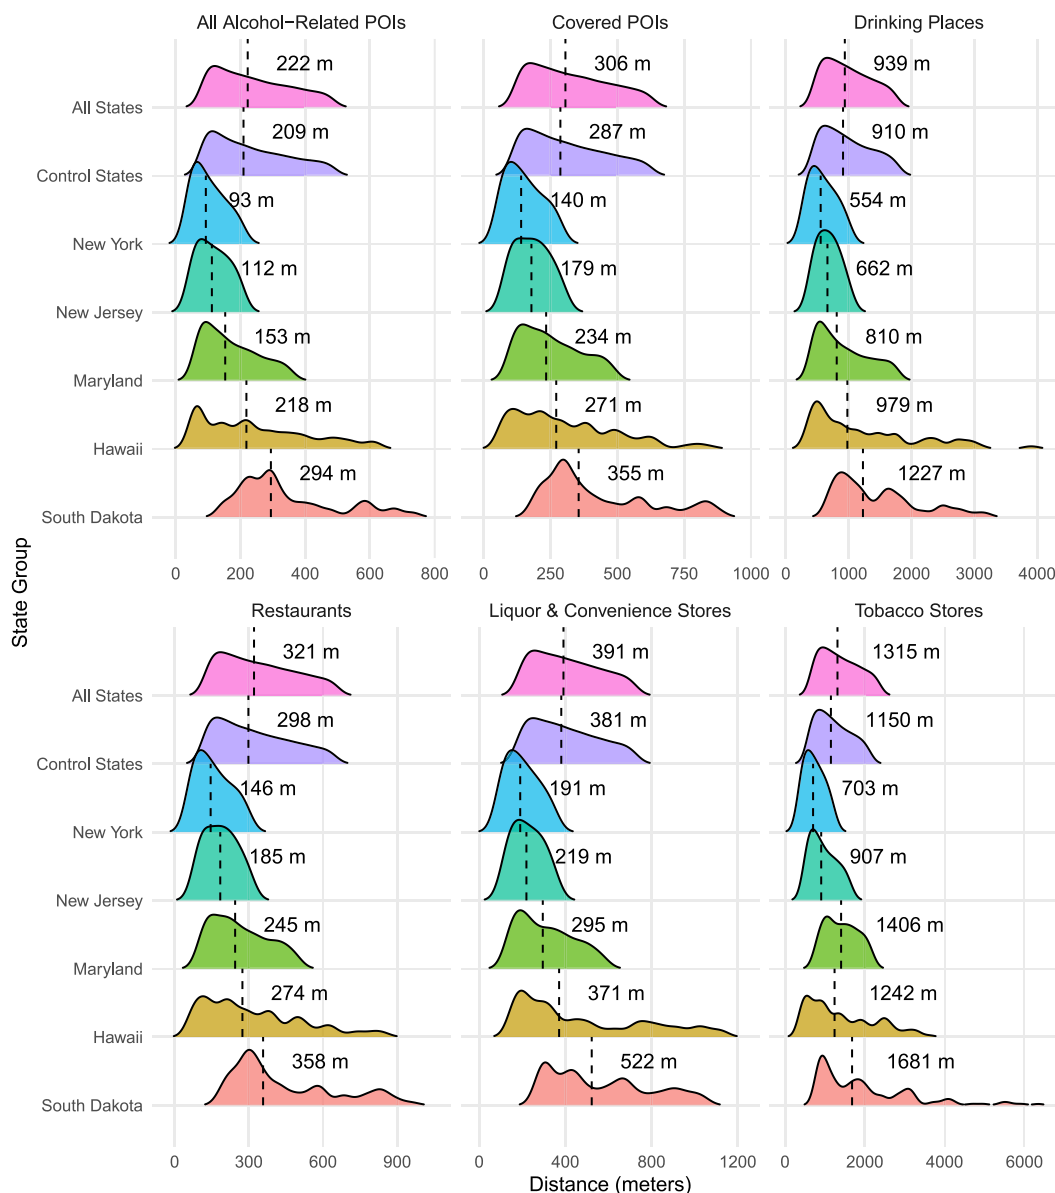 All Alcohol−Related POIs
Covered POIs
Drinking Places
All States
222 m
306 m
939 m
Control States
209 m
287 m
910 m
New York
93 m
140 m
554 m
New Jersey
112 m
179 m
662 m
Maryland
153 m
234 m
810 m
Hawaii
218 m
271 m
979 m
South Dakota
294 m
355 m
1227 m
0 200 400 600 800
0 250 500 750 1000
0 1000 2000 3000 4000
State Group
Restaurants
Liquor & Convenience Stores
Tobacco Stores
All States
321 m
391 m
1315 m
Control States
298 m
381 m
1150 m
New York
146 m
191 m
703 m
New Jersey
185 m
219 m
907 m
Maryland
245 m
295 m
1406 m
Hawaii
274 m
371 m
1242 m
South Dakota
358 m
522 m
1681 m
0 300 600 900
0 400 800 1200
0 2000 4000 6000
Distance (meters)